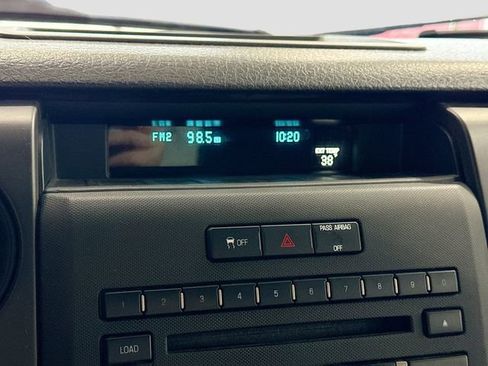 FM2 98.5 10:20
EXT TEMP
38°
OFF
PASS AIRBAG
OFF
1 2 3 4 5 6 7 8 9 0
LOAD